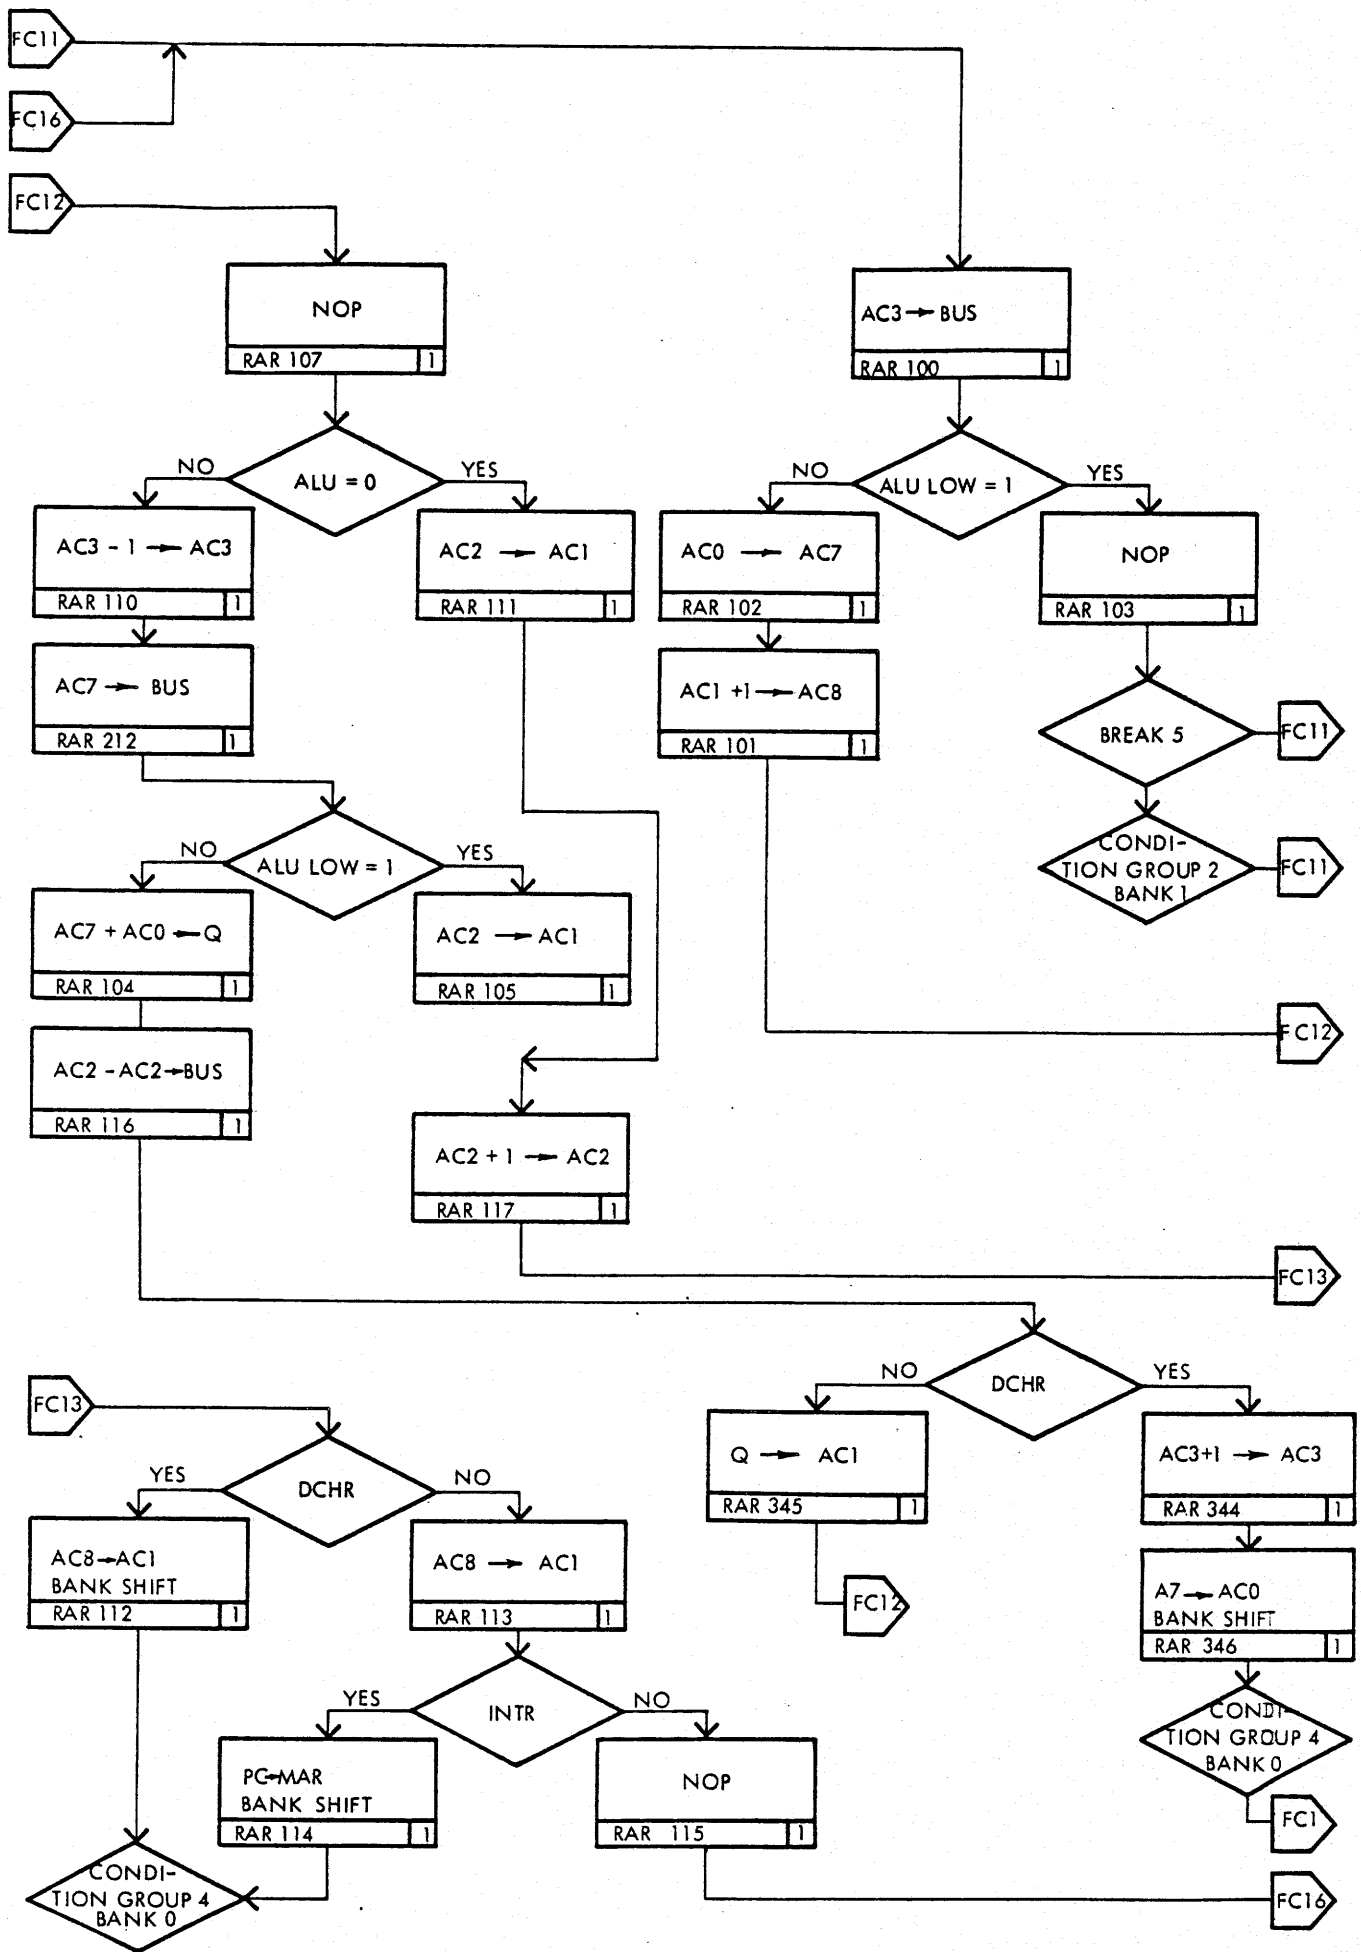 FC11
FC16
FC12
NOP
RAR 107 1
AC3 → BUS
RAR 100 1
NO
ALU = 0
YES
NO
ALU LOW = 1
YES
AC3 - 1 → AC3
RAR 110 1
AC2 → AC1
RAR 111 1
AC0 → AC7
RAR 102 1
NOP
RAR 103 1
AC7 → BUS
RAR 212 1
AC1 +1 → AC8
RAR 101 1
BREAK 5
FC11
NO
ALU LOW = 1
YES
CONDI-
TION GROUP 2
BANK 1
FC11
AC7 + AC0 → Q
RAR 104 1
AC2 → AC1
RAR 105 1
FC12
AC2 - AC2 → BUS
RAR 116 1
AC2 + 1 → AC2
RAR 117 1
FC13
NO
DCHR
YES
FC13
YES
DCHR
NO
Q → AC1
RAR 345 1
AC3+1 → AC3
RAR 344 1
AC8 → AC1
BANK SHIFT
RAR 112 1
AC8 → AC1
RAR 113 1
FC12
A7 → AC0
BANK SHIFT
RAR 346 1
YES
INTR
NO
CONDI-
TION GROUP 4
BANK 0
PC→MAR
BANK SHIFT
RAR 114 1
NOP
RAR 115 1
FC1
CONDI-
TION GROUP 4
BANK 0
FC16